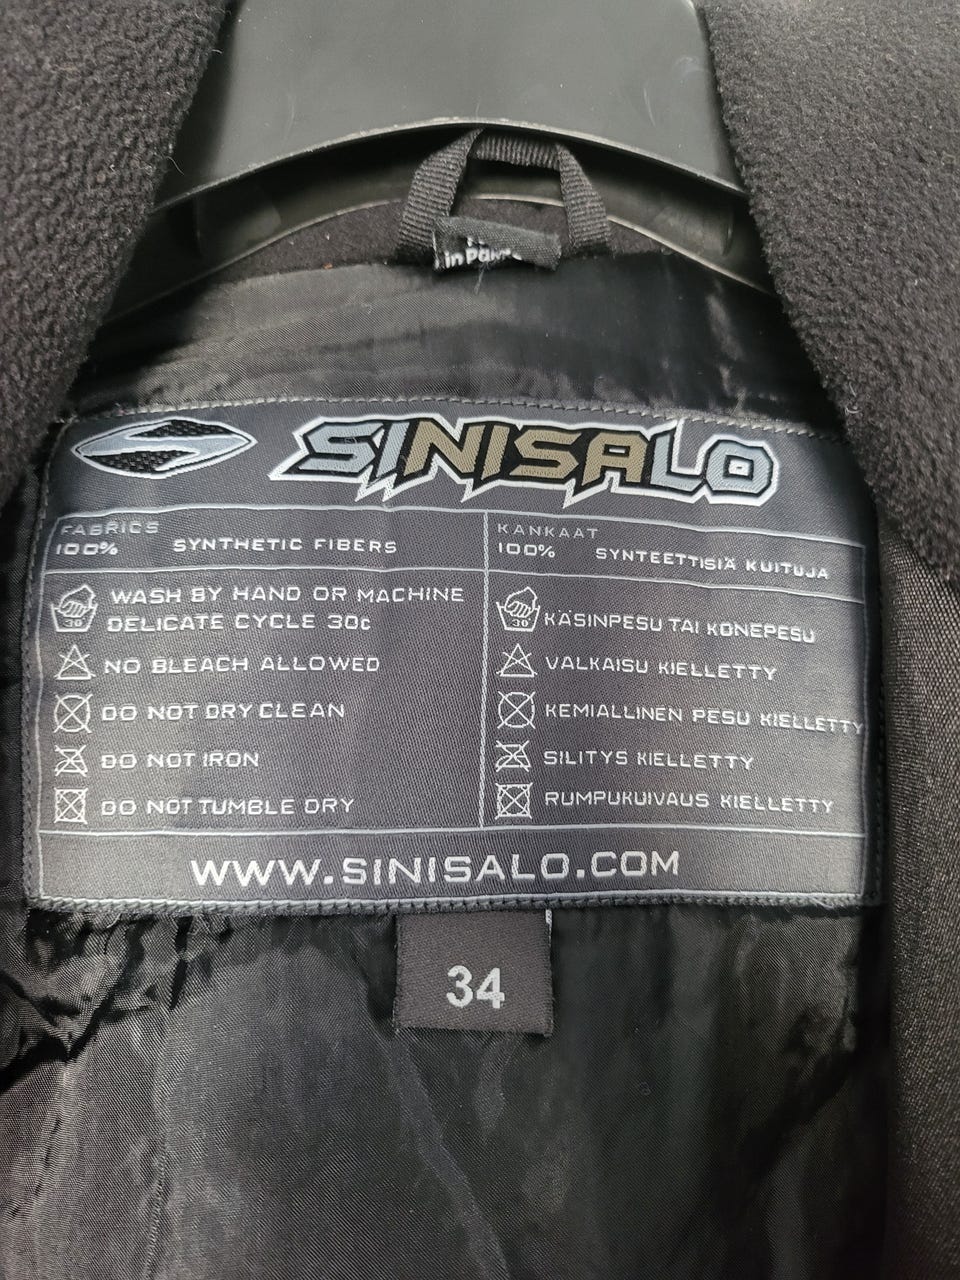 SINISALO
FABRICS
100% SYNTHETIC FIBERS
30°
WASH BY HAND OR MACHINE
DELICATE CYCLE 30c
NO BLEACH ALLOWED
DO NOT DRY CLEAN
DO NOT IRON
DO NOT TUMBLE DRY
KANKAAT
100% SYNTEETTISIÄ KUITUJA
30°
KÄSINPESU TAI KONEPESU
VALKAISU KIELLETTY
KEMIALLINEN PESU KIELLETTY
SILITYS KIELLETTY
RUMPUKUIVAUS KIELLETTY
WWW.SINISALO.COM
34